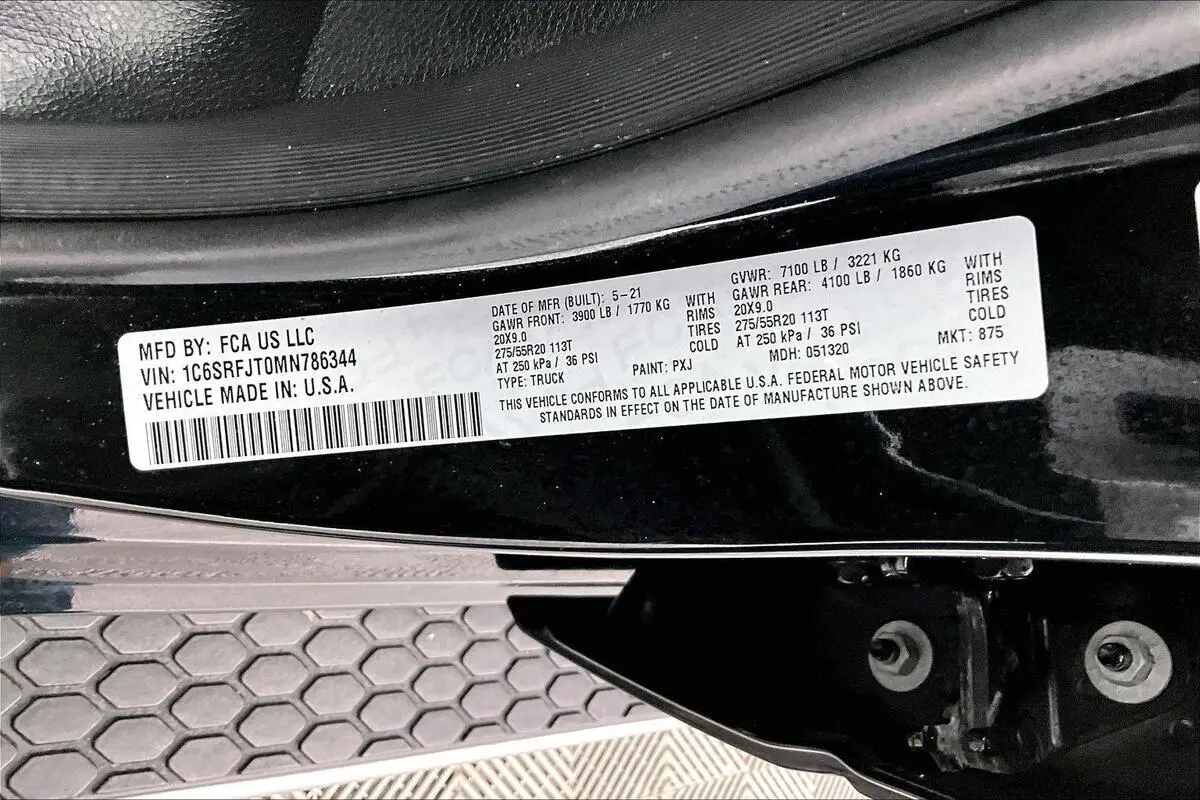 MFD BY: FCA US LLC
VIN: 1C6SRFJT0MN786344
VEHICLE MADE IN: U.S.A.
DATE OF MFR (BUILT): 5-21
GAWR FRONT: 3900 LB / 1770 KG WITH
20X9.0 RIMS
275/55R20 113T TIRES
AT 250 kPa / 36 PSI COLD
TYPE: TRUCK PAINT: PXJ
GVWR: 7100 LB / 3221 KG
GAWR REAR: 4100 LB / 1860 KG WITH
20X9.0 RIMS
275/55R20 113T TIRES
AT 250 kPa / 36 PSI COLD
MDH: 051320 MKT: 875
THIS VEHICLE CONFORMS TO ALL APPLICABLE U.S.A. FEDERAL MOTOR VEHICLE SAFETY
STANDARDS IN EFFECT ON THE DATE OF MANUFACTURE SHOWN ABOVE.